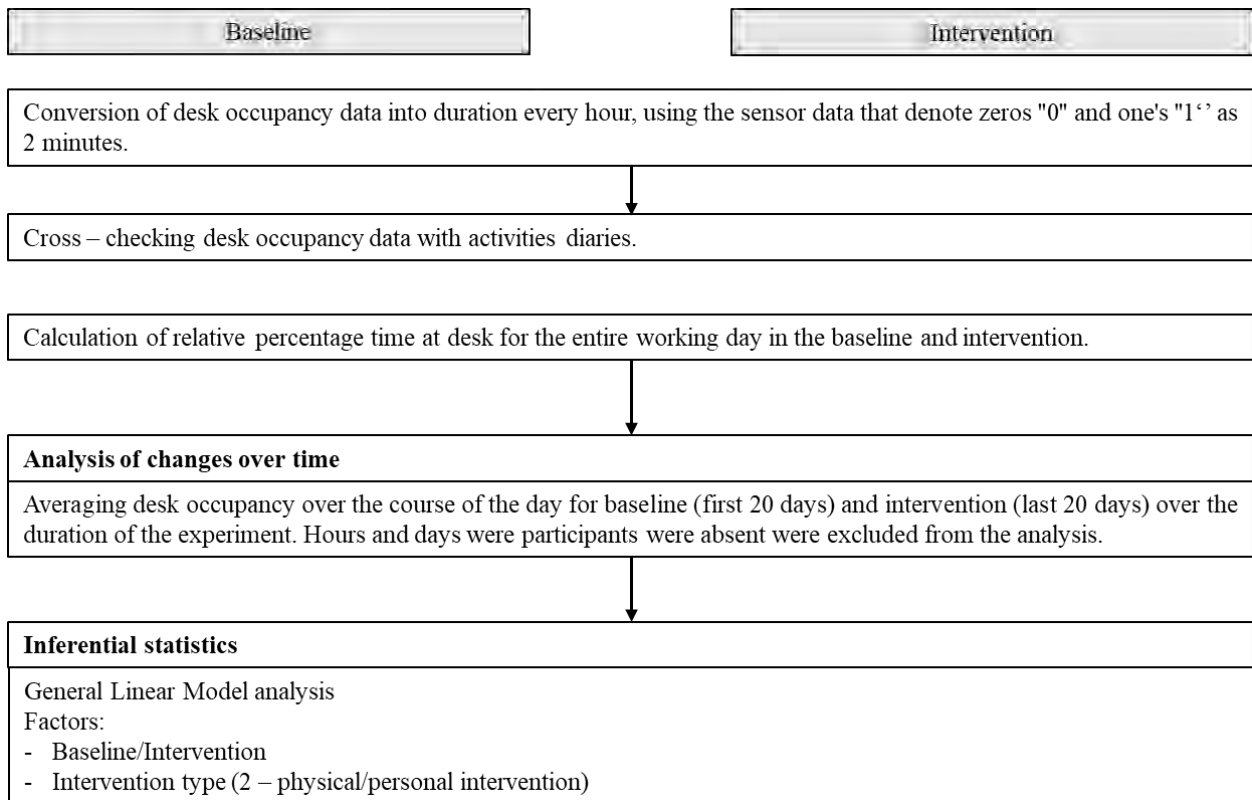 Baseline
Intervention
Conversion of desk occupancy data into duration every hour, using the sensor data that denote zeros "0" and one's "1‘’ as
2 minutes.
Cross – checking desk occupancy data with activities diaries.
Calculation of relative percentage time at desk for the entire working day in the baseline and intervention.
Analysis of changes over time
Averaging desk occupancy over the course of the day for baseline (first 20 days) and intervention (last 20 days) over the
duration of the experiment. Hours and days were participants were absent were excluded from the analysis.
Inferential statistics
General Linear Model analysis
Factors:
- Baseline/Intervention
- Intervention type (2 – physical/personal intervention)